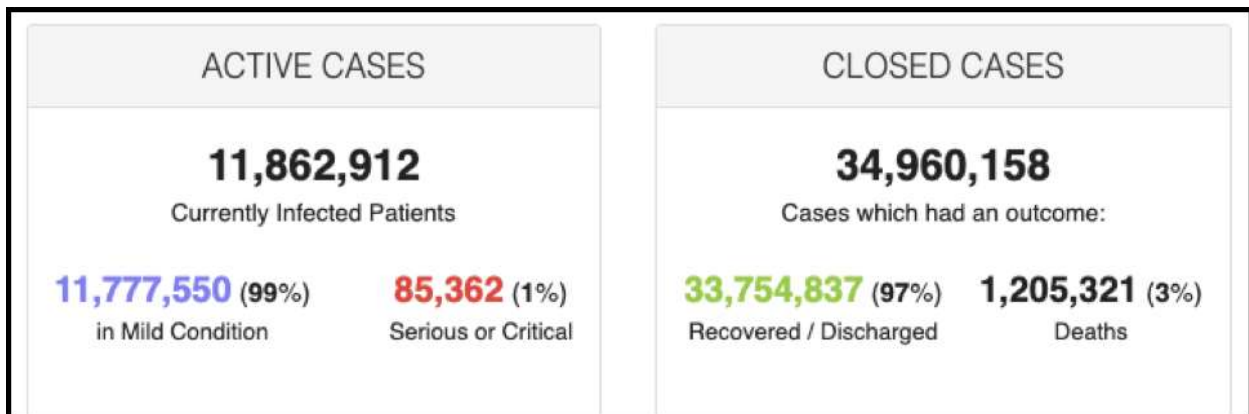 ACTIVE CASES
11,862,912
Currently Infected Patients
11,777,550 (99%)
in Mild Condition
85,362 (1%)
Serious or Critical
CLOSED CASES
34,960,158
Cases which had an outcome:
33,754,837 (97%)
Recovered / Discharged
1,205,321 (3%)
Deaths